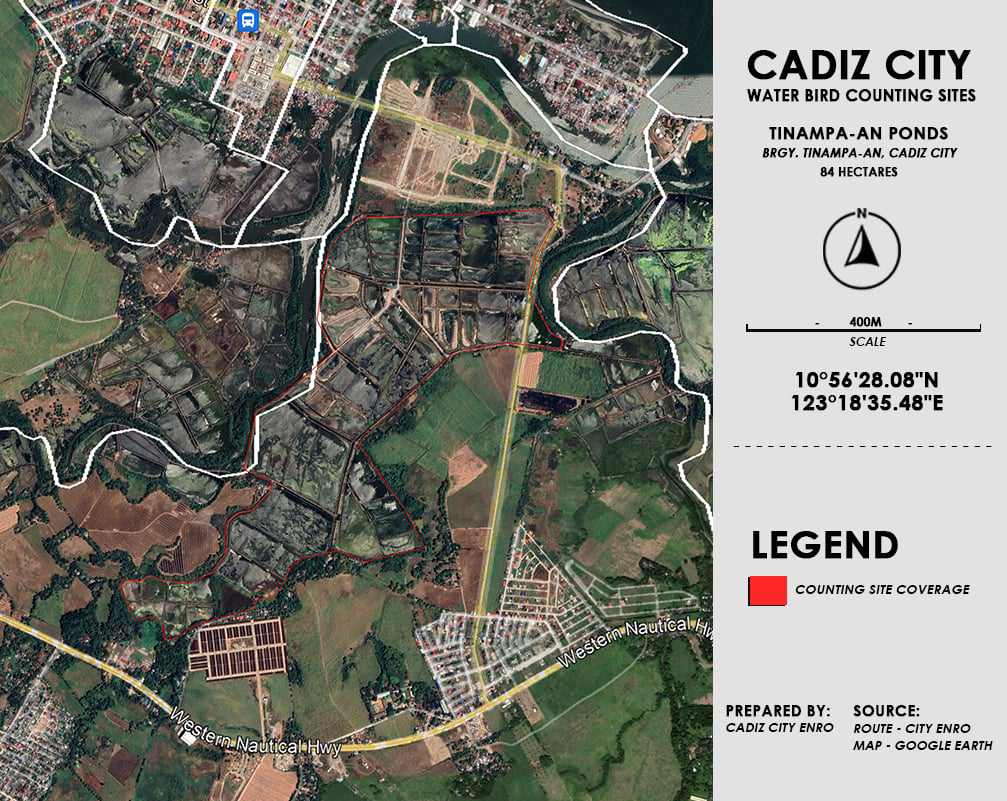 CADIZ CITY
WATER BIRD COUNTING SITES
TINAMPA-AN PONDS
BRGY. TINAMPA-AN, CADIZ CITY
84 HECTARES
N
- 400M -
SCALE
10°56'28.08"N
123°18'35.48"E
LEGEND
COUNTING SITE COVERAGE
PREPARED BY:
CADIZ CITY ENRO
SOURCE:
ROUTE - CITY ENRO
MAP - GOOGLE EARTH
Western Nautical Hwy
Western Nautical Hw